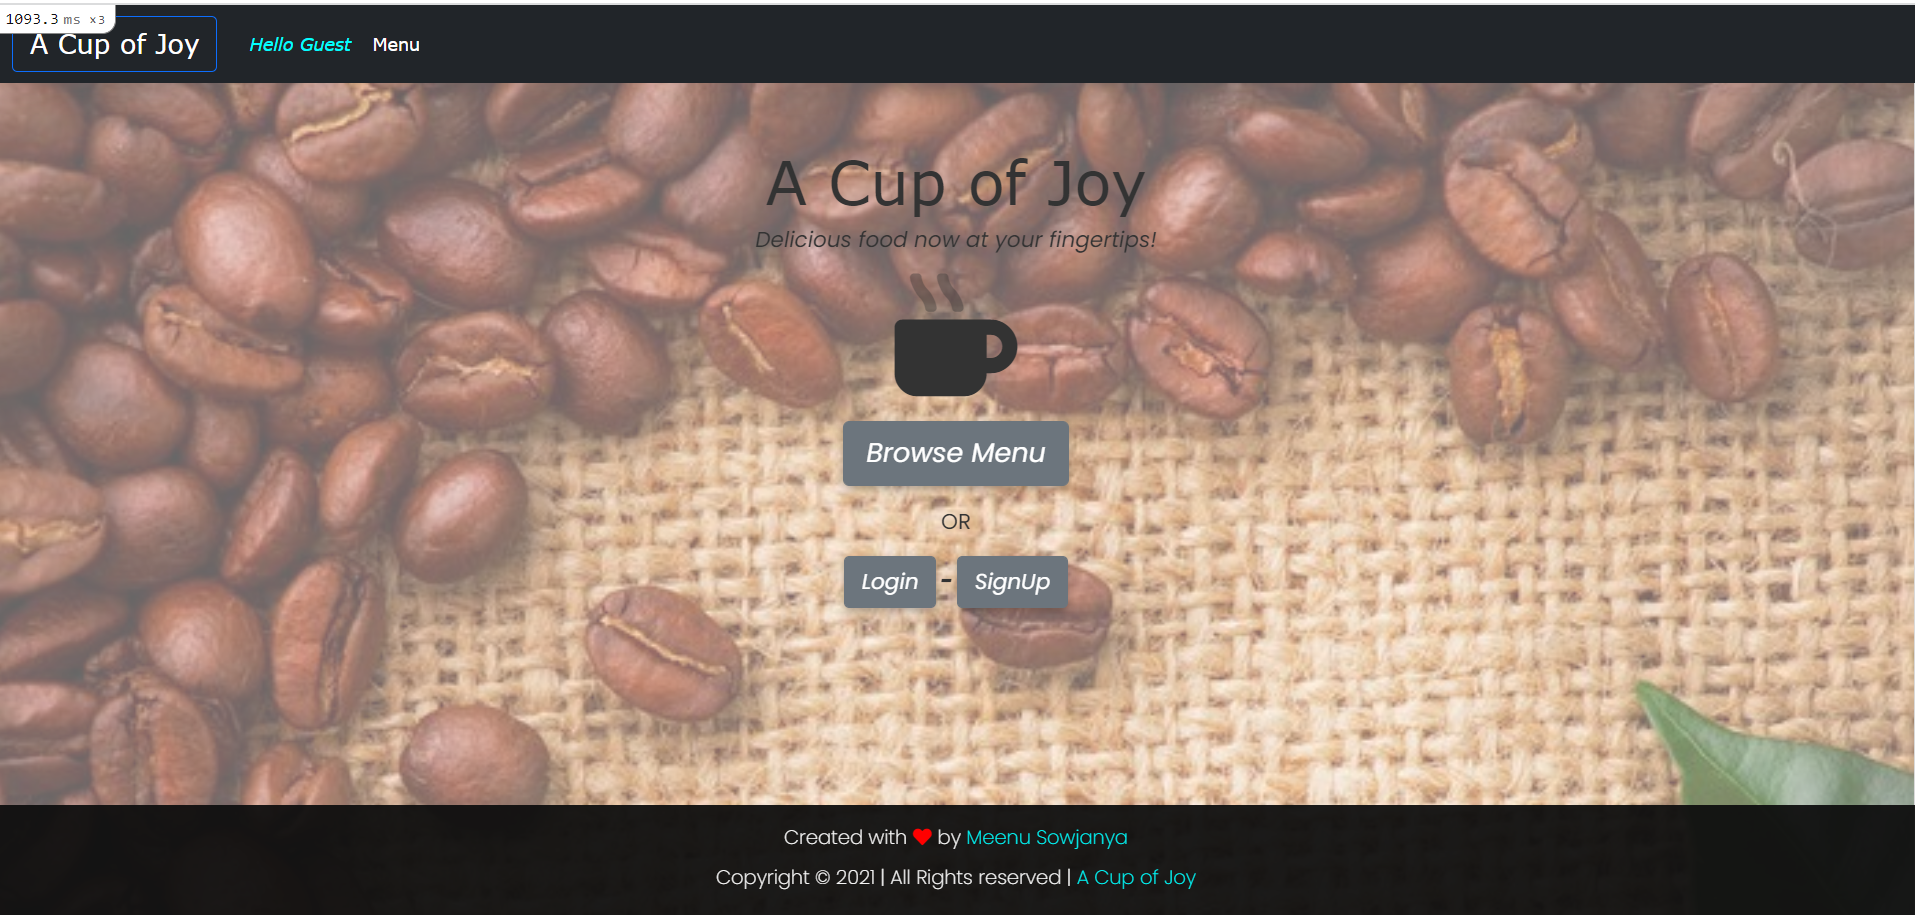 1093.3 ms ×3
A Cup of Joy Hello Guest Menu
A Cup of Joy
Delicious food now at your fingertips!
Browse Menu
OR
Login - SignUp
Created with ❤ by Meenu Sowjanya
Copyright © 2021 | All Rights reserved | A Cup of Joy